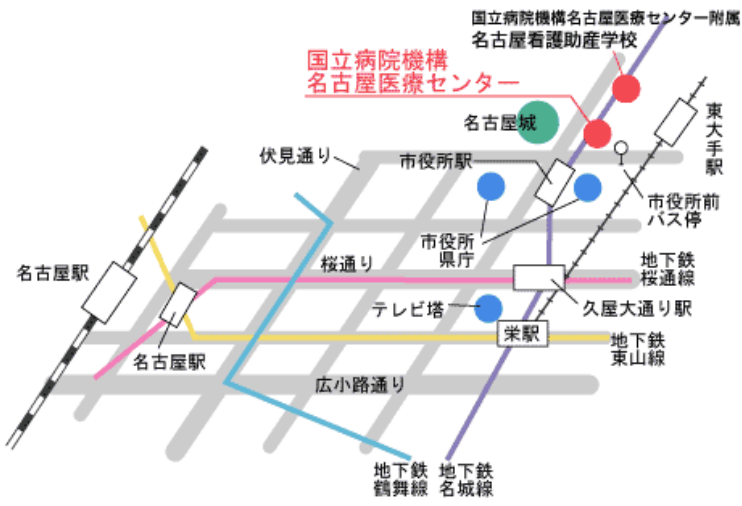 国立病院機構名古屋医療センター附属
名古屋看護助産学校
国立病院機構
名古屋医療センター
名古屋城
東大手駅
伏見通り
市役所駅
市役所前
バス停
市役所
県庁
名古屋駅
桜通り
地下鉄
桜通線
テレビ塔
久屋大通り駅
栄駅
名古屋駅
地下鉄
東山線
広小路通り
地下鉄
鶴舞線
地下鉄
名城線